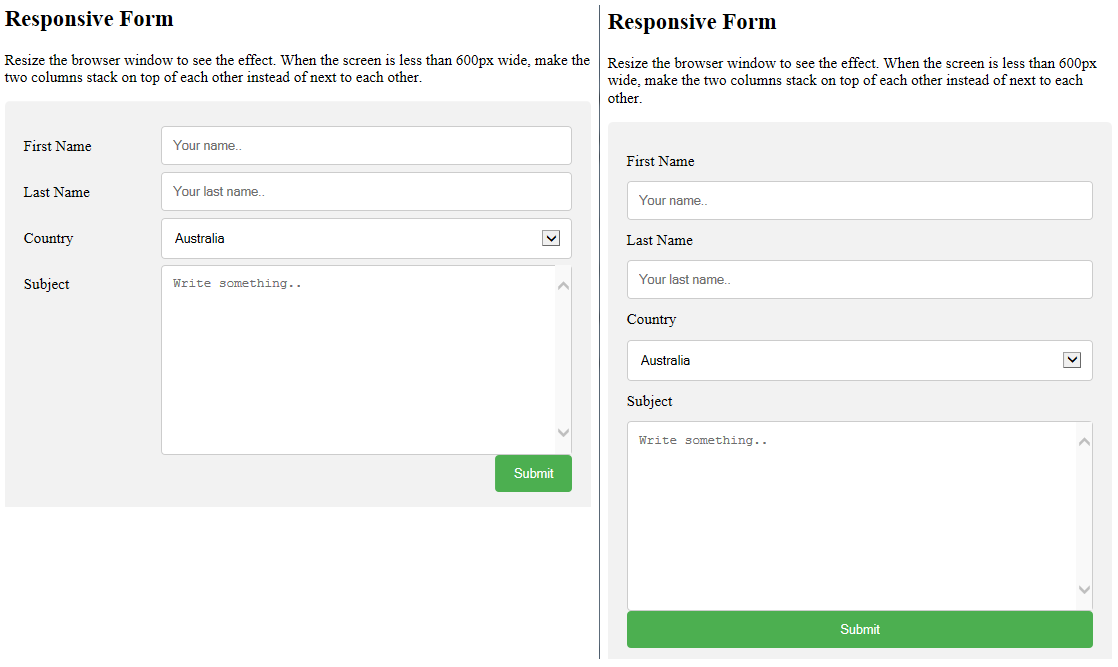 Responsive Form
Resize the browser window to see the effect. When the screen is less than 600px wide, make the
two columns stack on top of each other instead of next to each other.
First Name
Your name..
Last Name
Your last name..
Country
Australia
Subject
Write something..
Submit
Responsive Form
Resize the browser window to see the effect. When the screen is less than 600px
wide, make the two columns stack on top of each other instead of next to each
other.
First Name
Your name..
Last Name
Your last name..
Country
Australia
Subject
Write something..
Submit